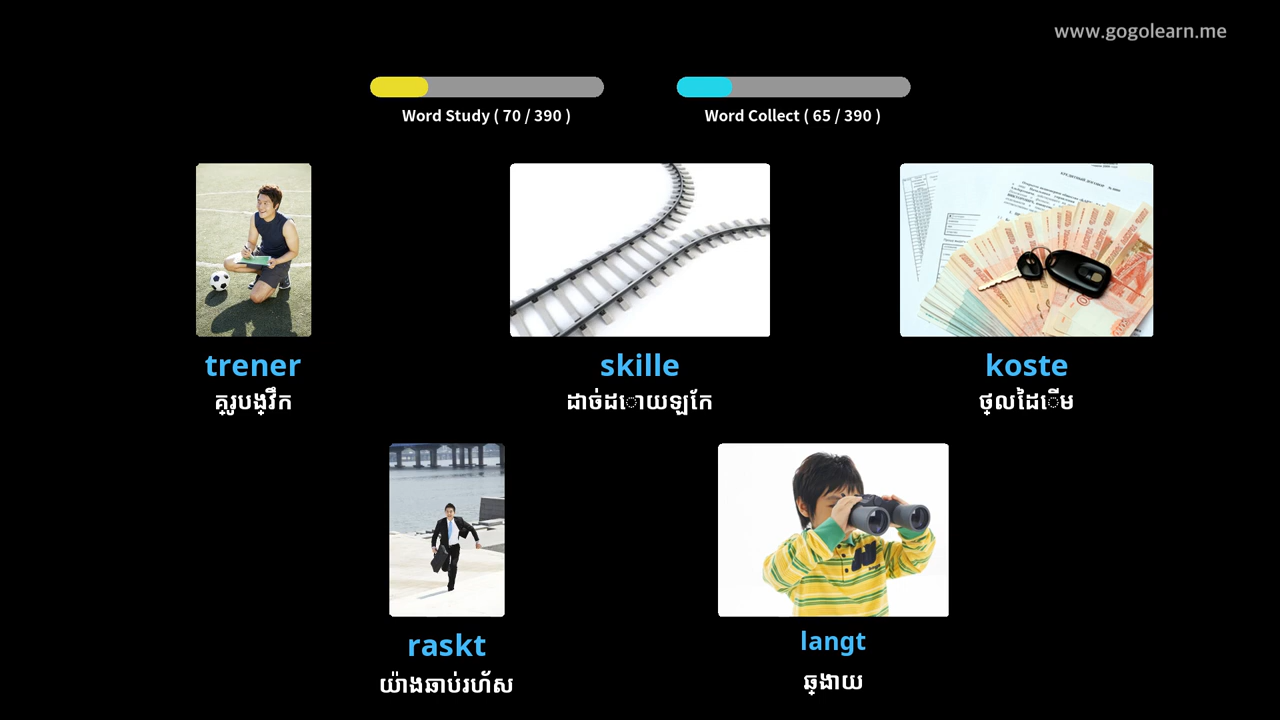 www.gogolearn.me
Word Study ( 70 / 390 )
Word Collect ( 65 / 390 )
trener
គ្រូបង្វឹក
skille
ដាច់ដោយឡកែ
koste
ថ្លដៃើម
raskt
យ៉ាងឆាប់រហ័ស
langt
ឆ្ងាយ